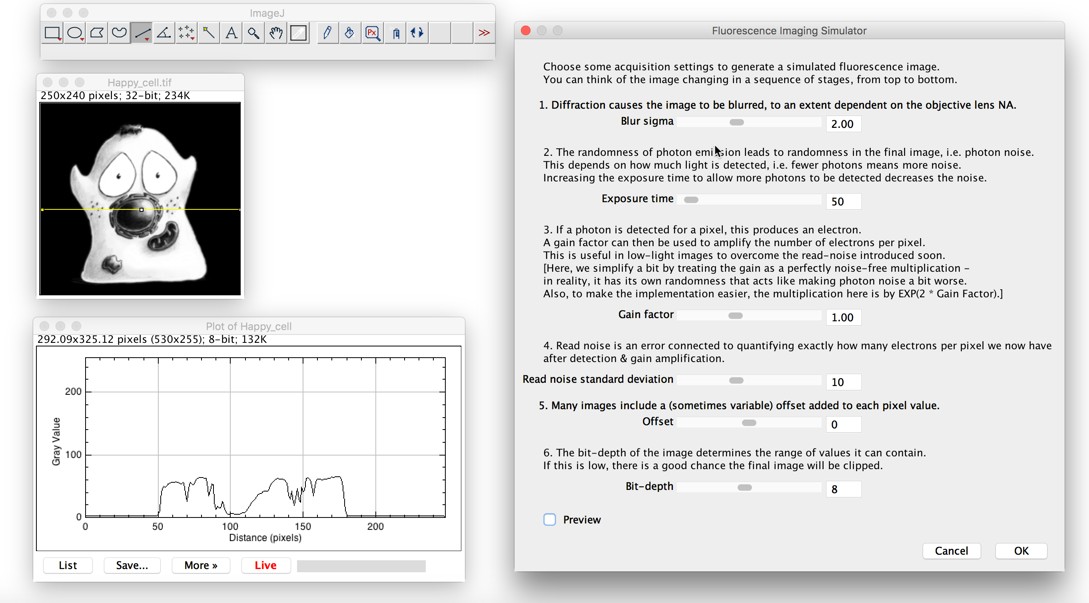 ImageJ
A
Px
>>
Happy_cell.tif
250x240 pixels; 32-bit; 234K
Plot of Happy_cell
292.09x325.12 pixels (530x255); 8-bit; 132K
Gray Value
200
100
0
0 50 100 150 200
Distance (pixels)
List Save... More » Live
Fluorescence Imaging Simulator
Choose some acquisition settings to generate a simulated fluorescence image.
You can think of the image changing in a sequence of stages, from top to bottom.
1. Diffraction causes the image to be blurred, to an extent dependent on the objective lens NA.
Blur sigma 2.00
2. The randomness of photon emission leads to randomness in the final image, i.e. photon noise.
This depends on how much light is detected, i.e. fewer photons means more noise.
Increasing the exposure time to allow more photons to be detected decreases the noise.
Exposure time 50
3. If a photon is detected for a pixel, this produces an electron.
A gain factor can then be used to amplify the number of electrons per pixel.
This is useful in low-light images to overcome the read-noise introduced soon.
[Here, we simplify a bit by treating the gain as a perfectly noise-free multiplication -
in reality, it has its own randomness that acts like making photon noise a bit worse.
Also, to make the implementation easier, the multiplication here is by EXP(2 * Gain Factor).]
Gain factor 1.00
4. Read noise is an error connected to quantifying exactly how many electrons per pixel we now have
after detection & gain amplification.
Read noise standard deviation 10
5. Many images include a (sometimes variable) offset added to each pixel value.
Offset 0
6. The bit-depth of the image determines the range of values it can contain.
If this is low, there is a good chance the final image will be clipped.
Bit-depth 8
Preview
Cancel OK